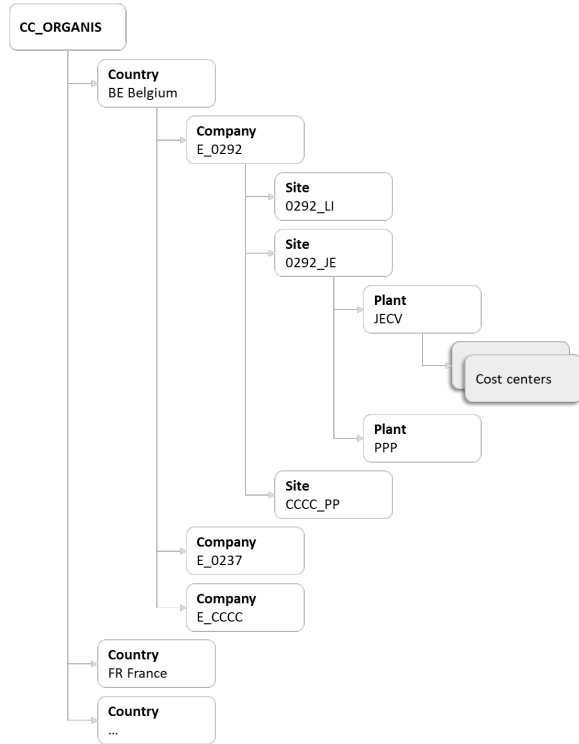 CC_ORGANIS
Country
BE Belgium
Company
E_0292
Site
0292_LI
Site
0292_JE
Plant
JECV
Cost centers
Plant
PPP
Site
CCCC_PP
Company
E_0237
Company
E_CCCC
Country
FR France
Country
...